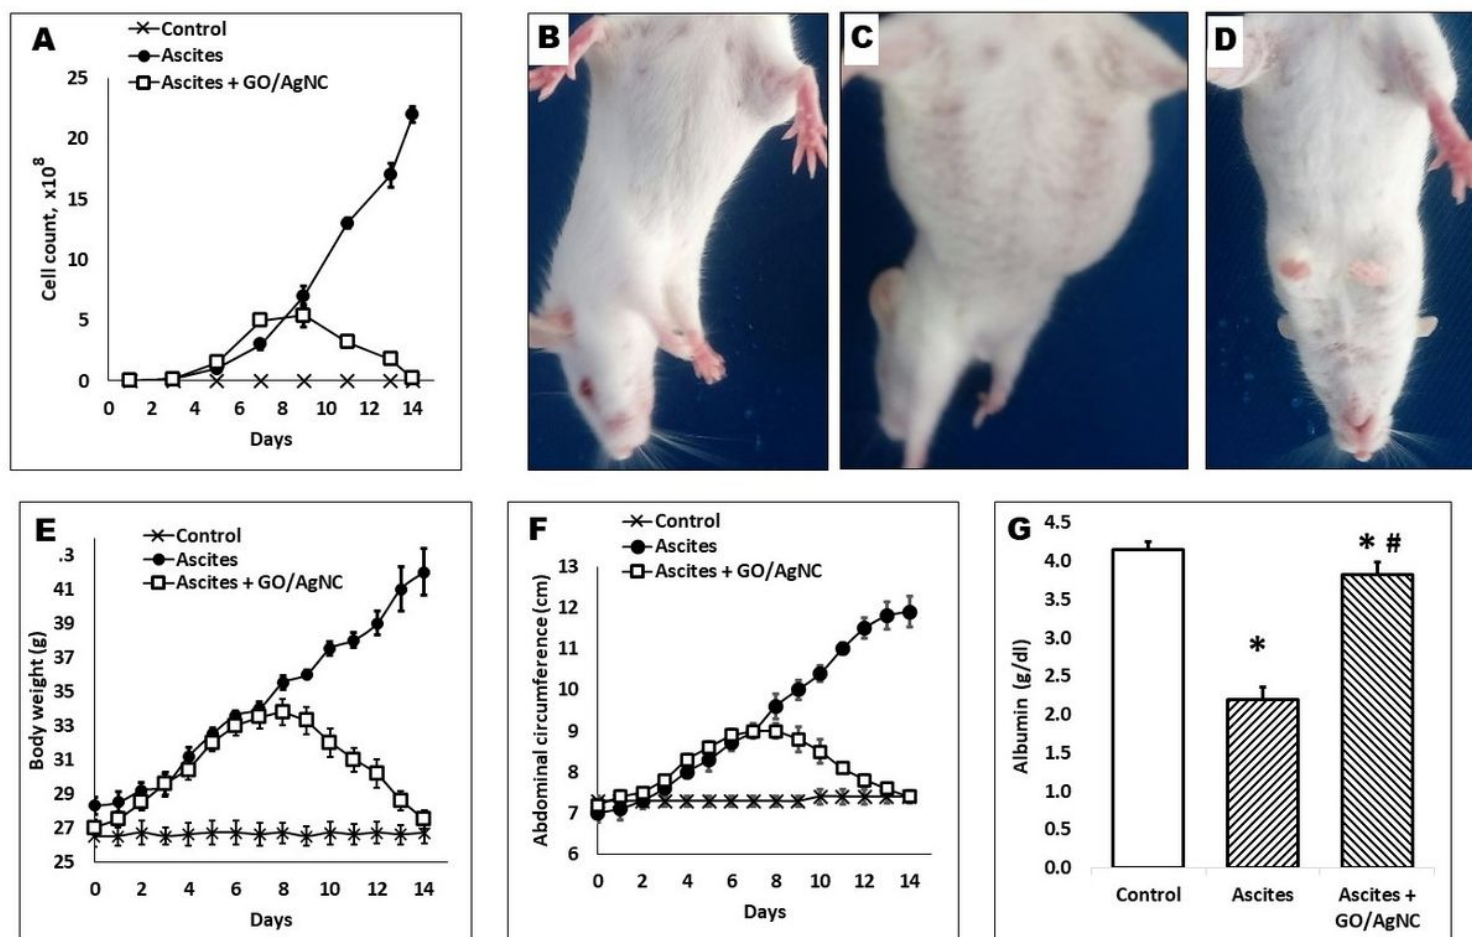 A
Control
Ascites
Ascites + GO/AgNC
25
20
15
10
5
0
Cell count, x10⁸
0 2 4 6 8 10 12 14
Days
B
C
D
E
Control
Ascites
Ascites + GO/AgNC
.3
41
39
37
35
33
31
29
27
25
Body weight (g)
0 2 4 6 8 10 12 14
Days
F
Control
Ascites
Ascites + GO/AgNC
13
12
11
10
9
8
7
6
Abdominal circumference (cm)
0 2 4 6 8 10 12 14
Days
G
4.5
4.0
3.5
3.0
2.5
2.0
1.5
1.0
0.5
0.0
Albumin (g/dl)
*
* #
Control
Ascites
Ascites +
GO/AgNC